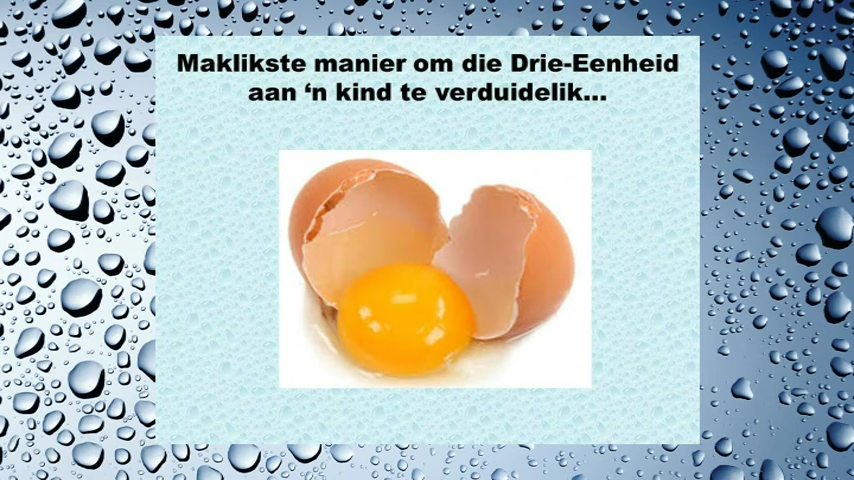 Maklikste manier om die Drie-Eenheid
aan ‘n kind te verduidelik...